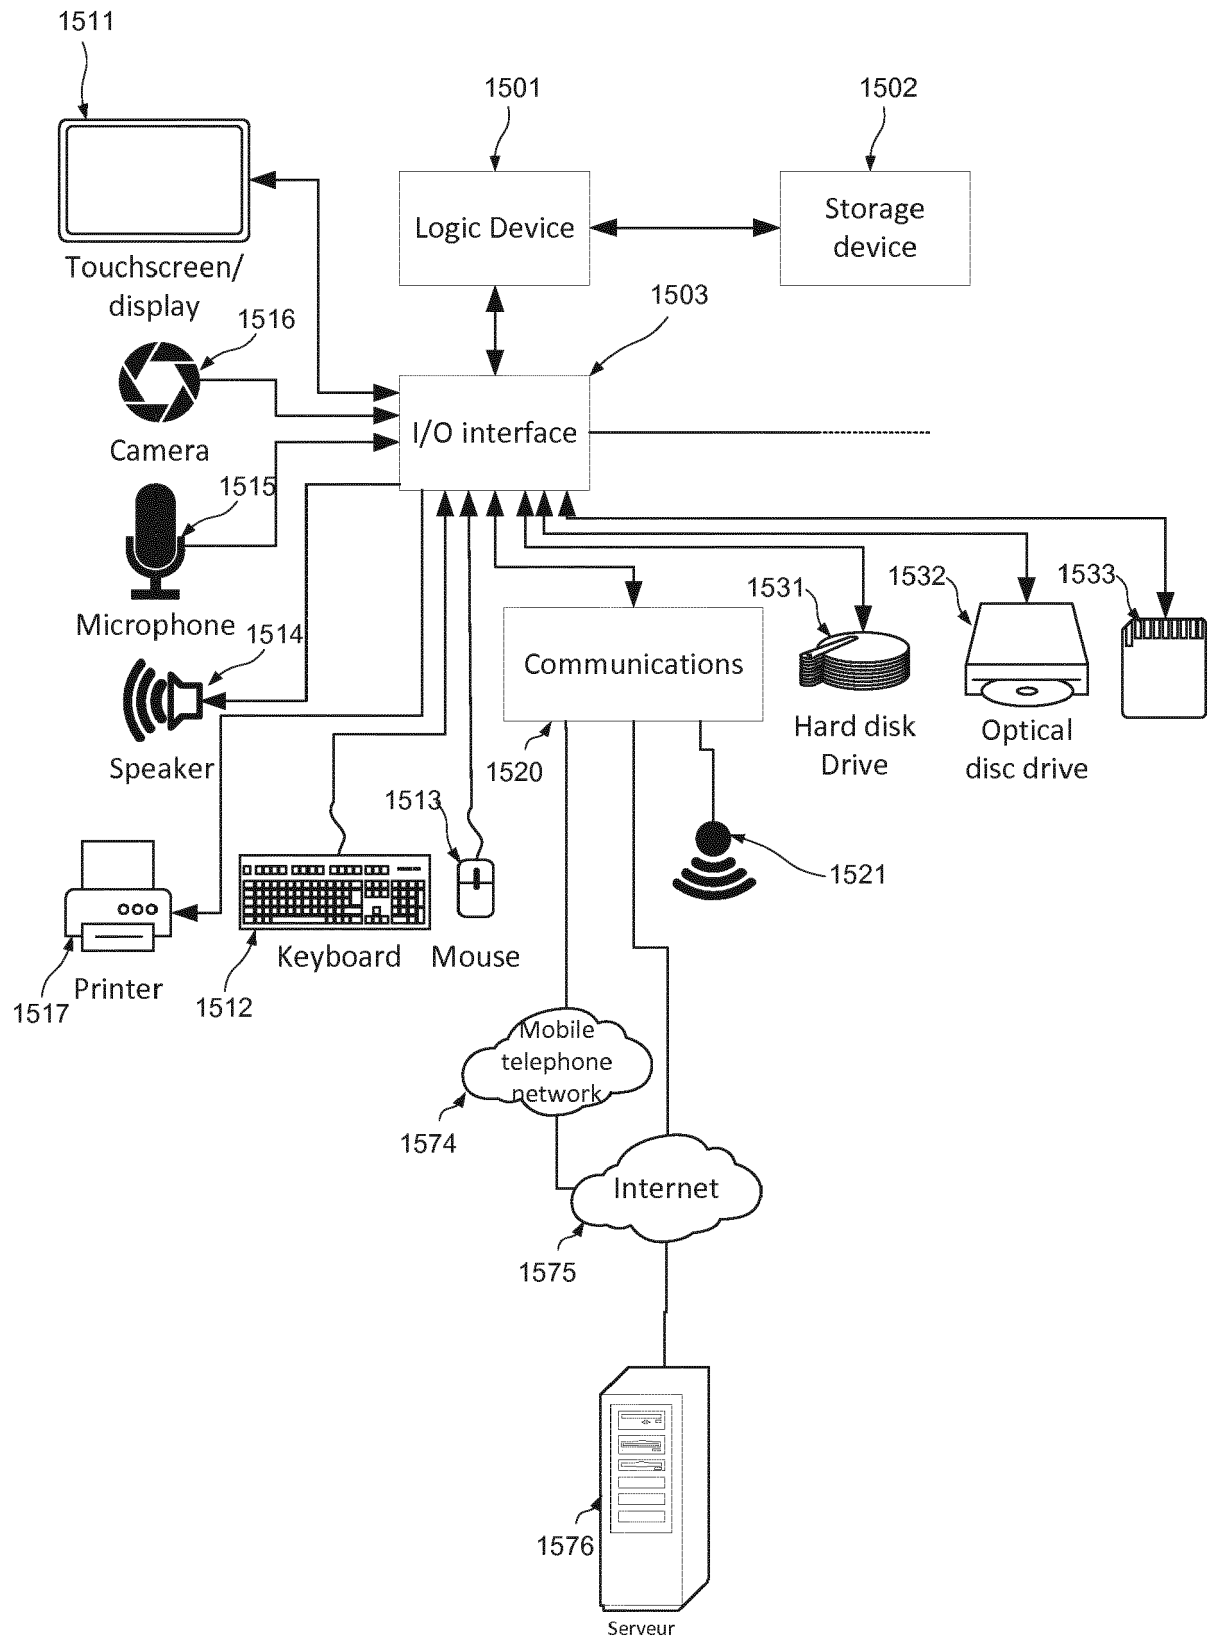 1511
1501
1502
Logic Device
Storage
device
Touchscreen/
display
1503
1516
I/O interface
Camera
1515
Microphone
1514
1531
1532
1533
Communications
Speaker
1520
Hard disk
Drive
Optical
disc drive
1513
1521
Keyboard
Mouse
Printer
1517
1512
Mobile
telephone
network
1574
Internet
1575
1576
Serveur